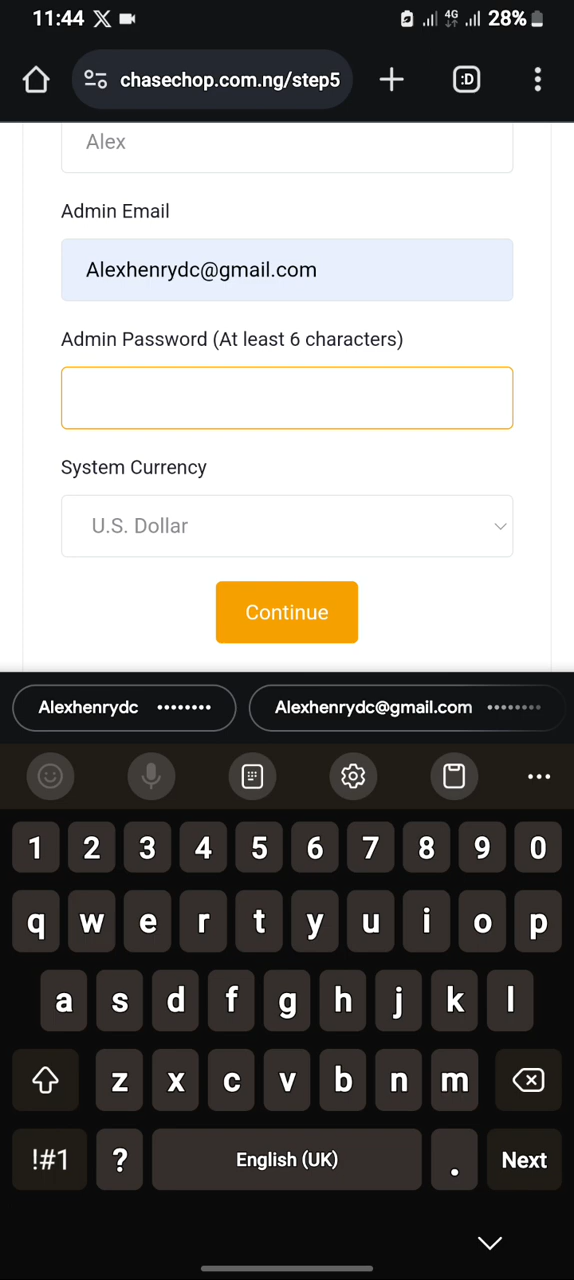 11:44 X 4G 28%
chasechop.com.ng/step5 :D
Alex
Admin Email
Alexhenrydc@gmail.com
Admin Password (At least 6 characters)
System Currency
U.S. Dollar
Continue
Alexhenrydc •••••••• Alexhenrydc@gmail.com ••••••••
1 2 3 4 5 6 7 8 9 0
q w e r t y u i o p
a s d f g h j k l
z x c v b n m
!#1 ? English (UK) . Next